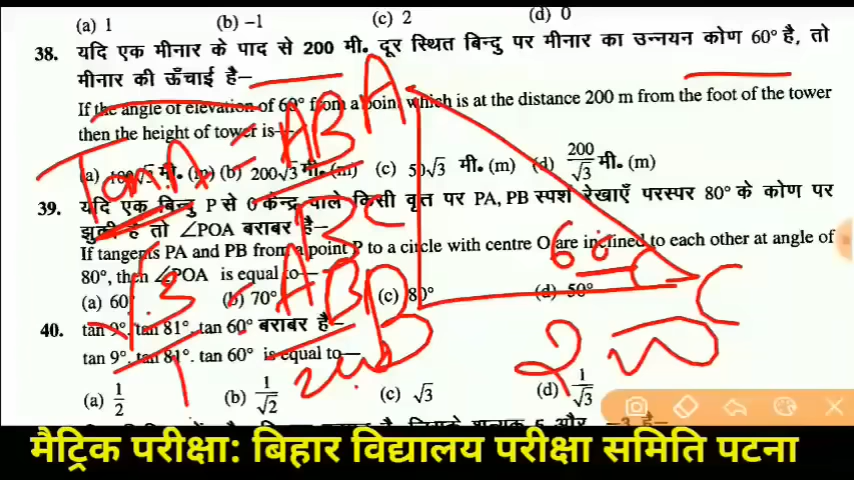 (a) 1 (b) -1 (c) 2 (d) 0
38. यदि एक मीनार के पाद से 200 मी. दूर स्थित बिन्दु पर मीनार का उन्नयन कोण 60° है, तो
मीनार की ऊँचाई है–
If the angle of elevation of 60° from a point which is at the distance 200 m from the foot of the tower
then the height of tower is–
(a) 100√3 मी. (m) (b) 200√3 मी. (m) (c) 50√3 मी. (m) (d) 200/√3 मी. (m)
39. यदि एक बिन्दु P से O केन्द्र वाले किसी वृत्त पर PA, PB स्पर्श रेखाएँ परस्पर 80° के कोण पर
झुकी है तो ∠POA बराबर है–
If tangents PA and PB from a point P to a circle with centre O are inclined to each other at angle of
80°, then ∠POA is equal to–
(a) 60° (b) 70° (c) 80° (d) 50°
40. tan 9°. tan 81°. tan 60° बराबर है–
tan 9°. tan 81°. tan 60° is equal to–
(a) 1/2 (b) 1/√2 (c) √3 (d) 1/√3
A
Tan A = AB/BC
60
√3/1 = AB/200
B C
200
मैट्रिक परीक्षा: बिहार विद्यालय परीक्षा समिति पटना